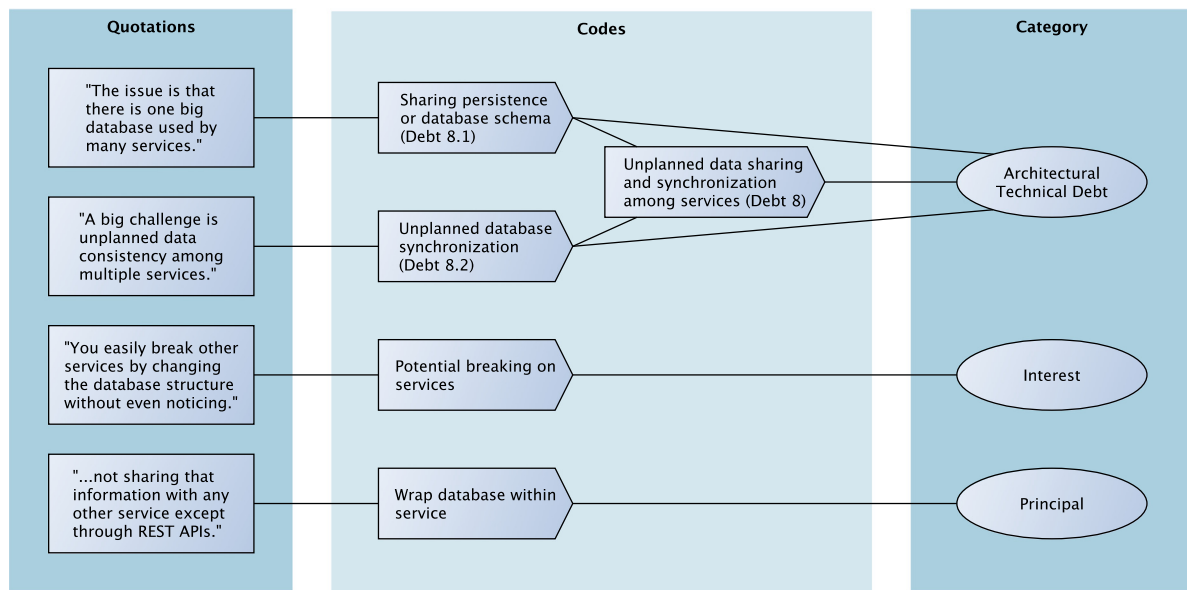 Quotations
Codes
Category
"The issue is that
there is one big
database used by
many services."
Sharing persistence
or database schema
(Debt 8.1)
Unplanned data sharing
and synchronization
among services (Debt 8)
Architectural
Technical Debt
"A big challenge is
unplanned data
consistency among
multiple services."
Unplanned database
synchronization
(Debt 8.2)
"You easily break other
services by changing
the database structure
without even noticing."
Potential breaking on
services
Interest
"...not sharing that
information with any
other service except
through REST APIs."
Wrap database within
service
Principal